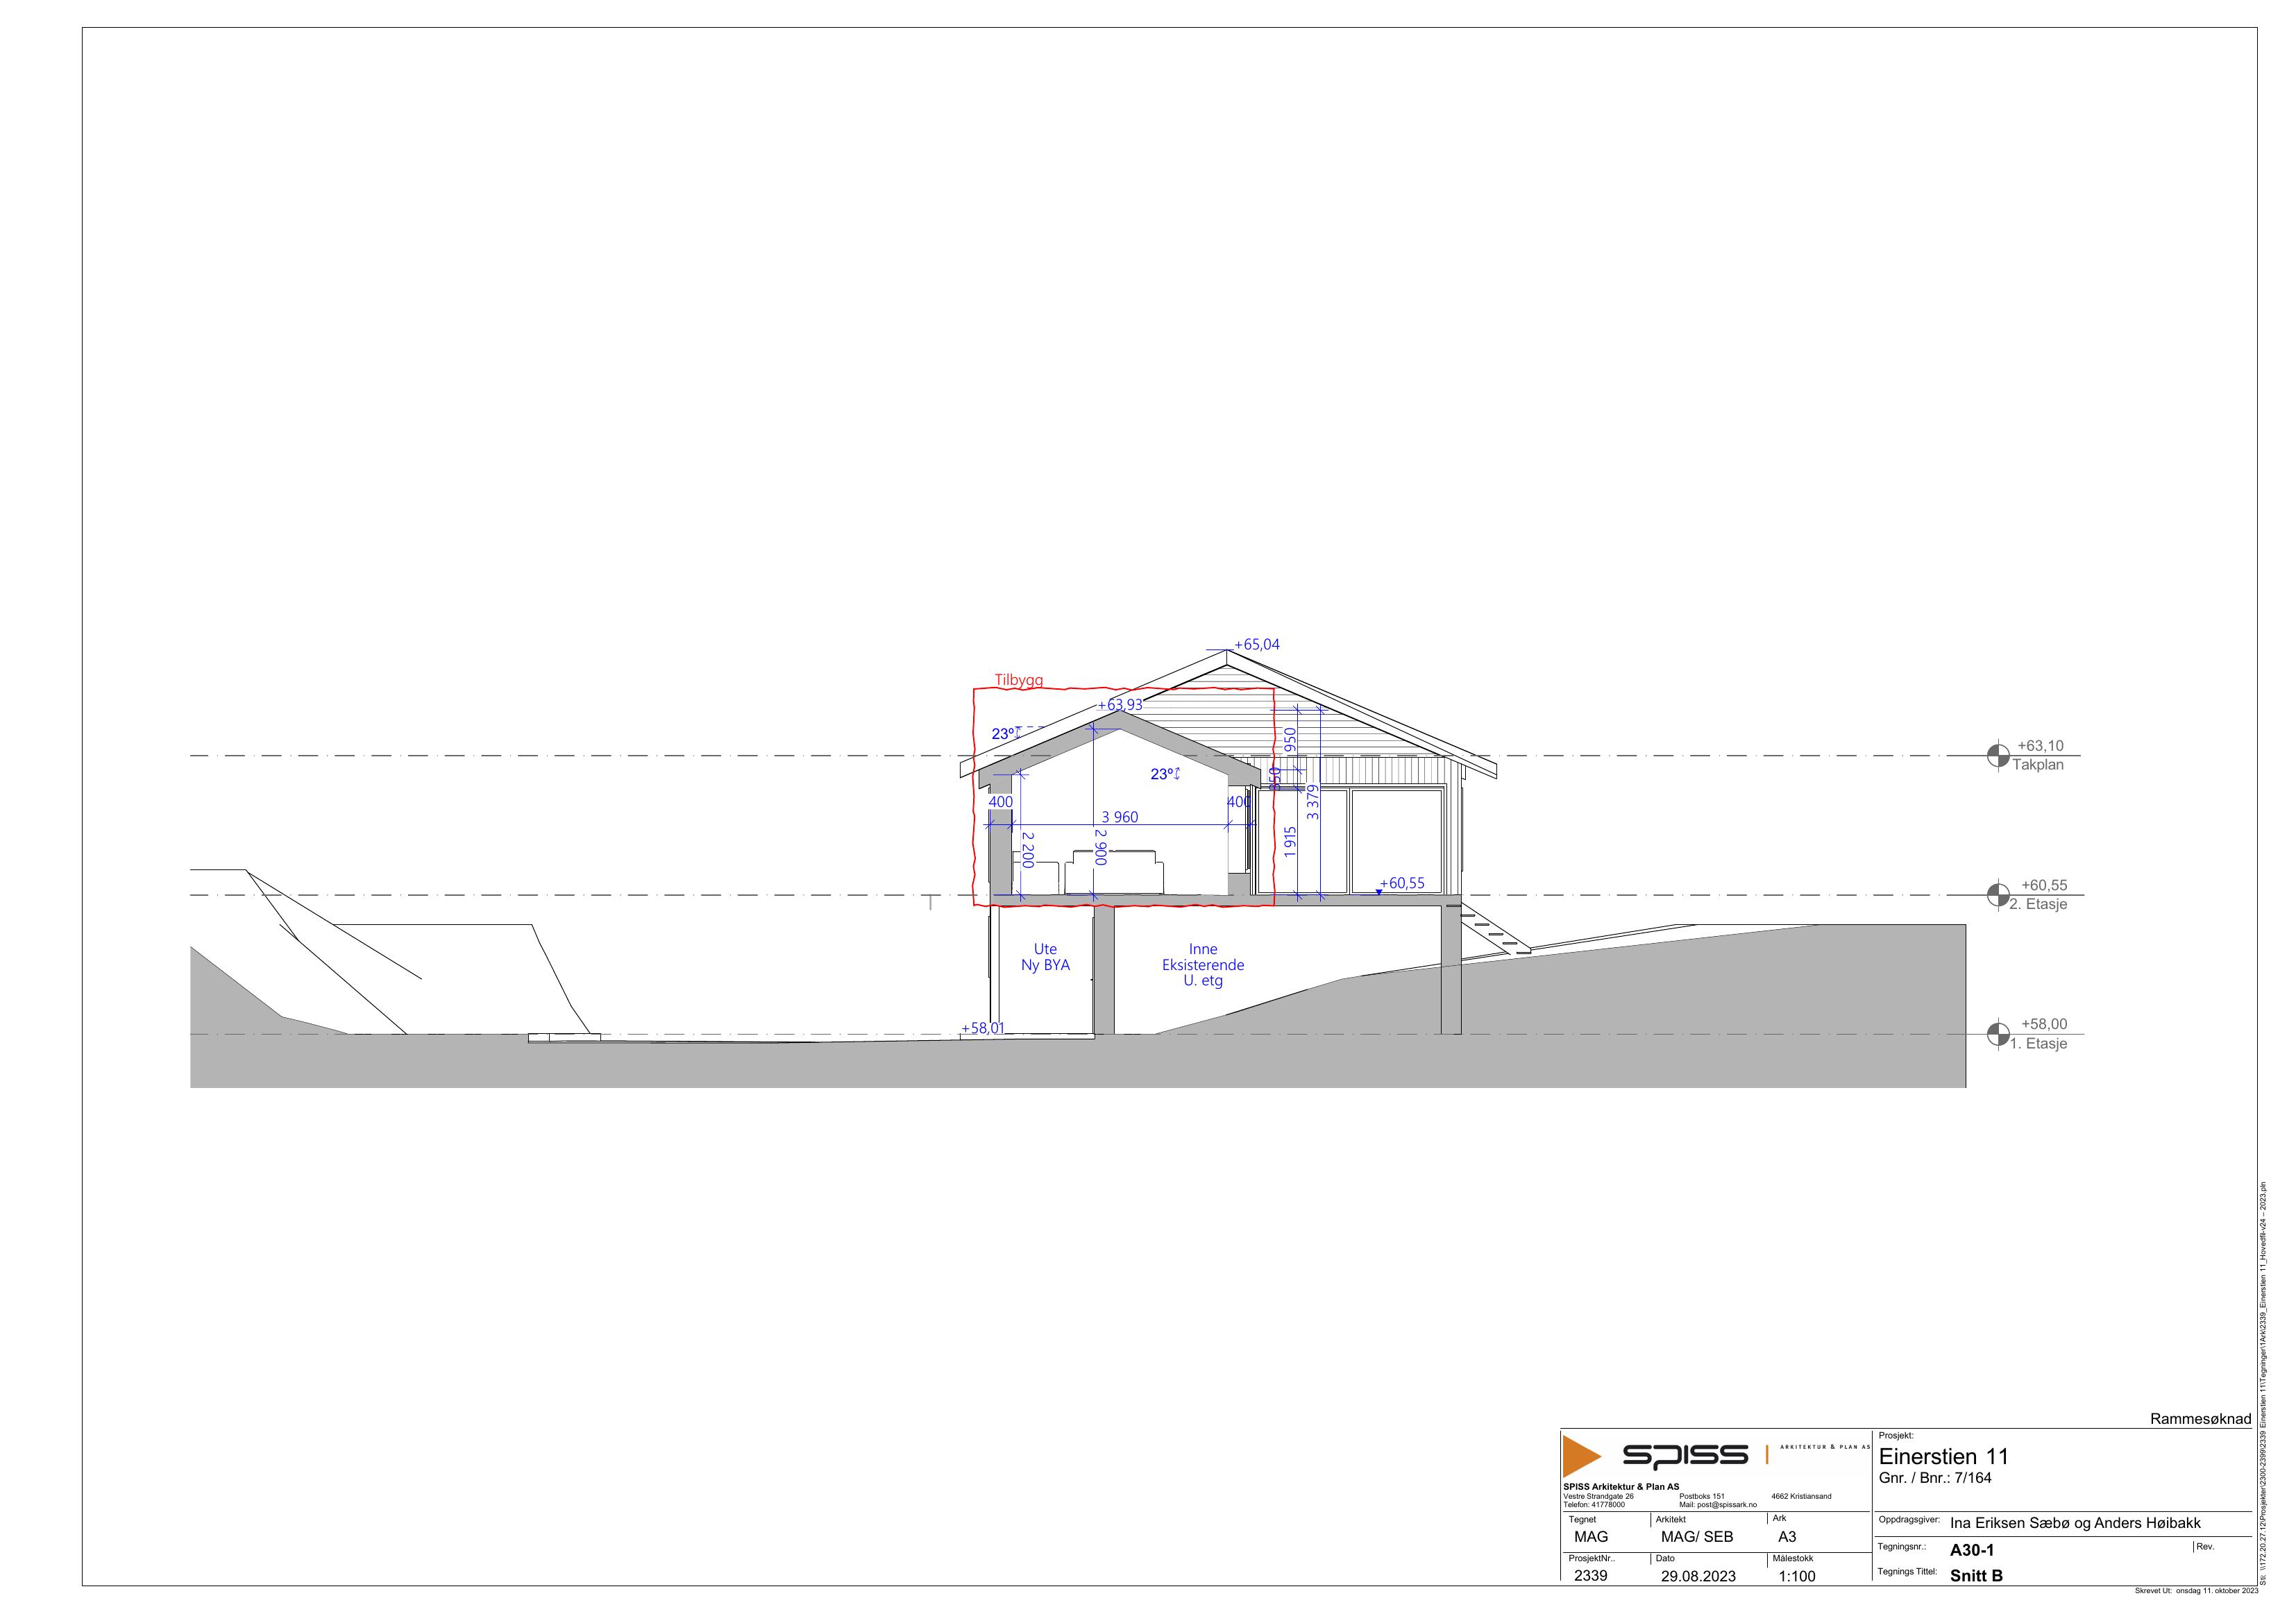 +65,04
Tilbygg
+63,93
23º
950
+63,10
Takplan
23º
350
3 379
400
400
3 960
2 200
2 900
1 915
+60,55
+60,55
2. Etasje
Ute
Ny BYA
Inne
Eksisterende
U. etg
+58,01
+58,00
1. Etasje
Rammesøknad
SPISS
ARKITEKTUR & PLAN AS
SPISS Arkitektur & Plan AS
Vestre Strandgate 26 Postboks 151 4662 Kristiansand
Telefon: 41778000 Mail: post@spissark.no
Tegnet Arkitekt Ark
MAG MAG/ SEB A3
ProsjektNr.. Dato Målestokk
2339 29.08.2023 1:100
Prosjekt:
Einerstien 11
Gnr. / Bnr.: 7/164
Oppdragsgiver: Ina Eriksen Sæbø og Anders Høibakk
Tegningsnr.: A30-1 Rev.
Tegnings Tittel: Snitt B
Skrevet Ut: onsdag 11. oktober 2023
Sti: \\172.20.27.12\Prosjekter\2300-2399\2339 Einerstien 11\Tegninger\1Ark\2339_Einerstien 11_Hovedfil-v24 – 2023.pln